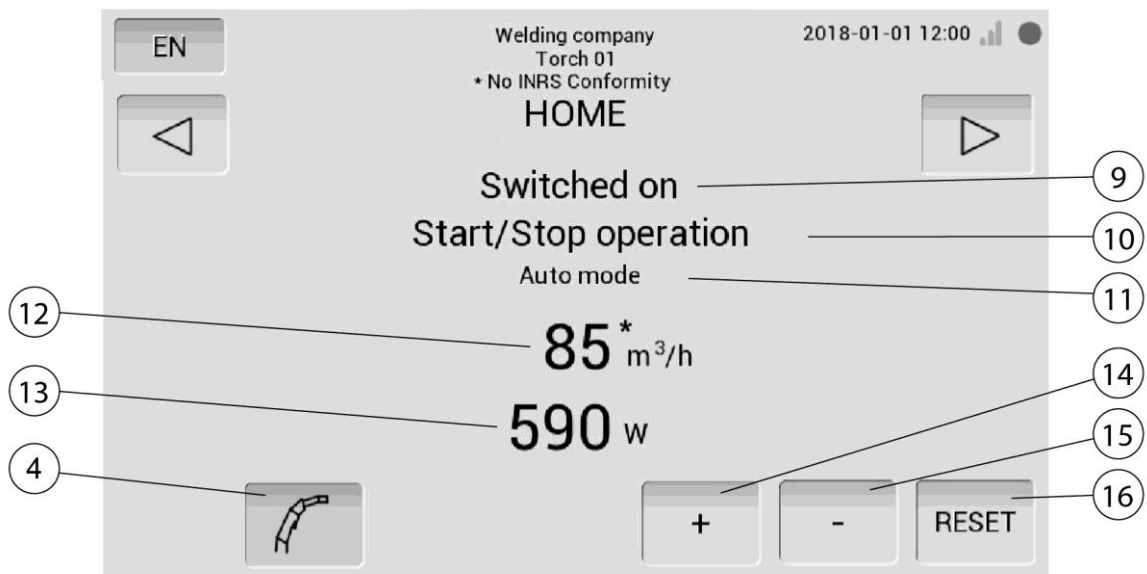 EN
Welding company
Torch 01
* No INRS Conformity
HOME
2018-01-01 12:00
Switched on
9
Start/Stop operation
10
Auto mode
11
12
85 * m³/h
13
590 W
14
15
4
+
-
RESET
16